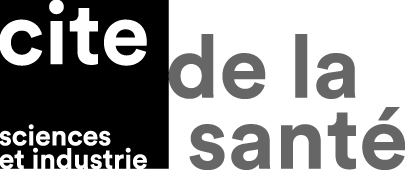 cite
sciences
et industrie
de la
santé